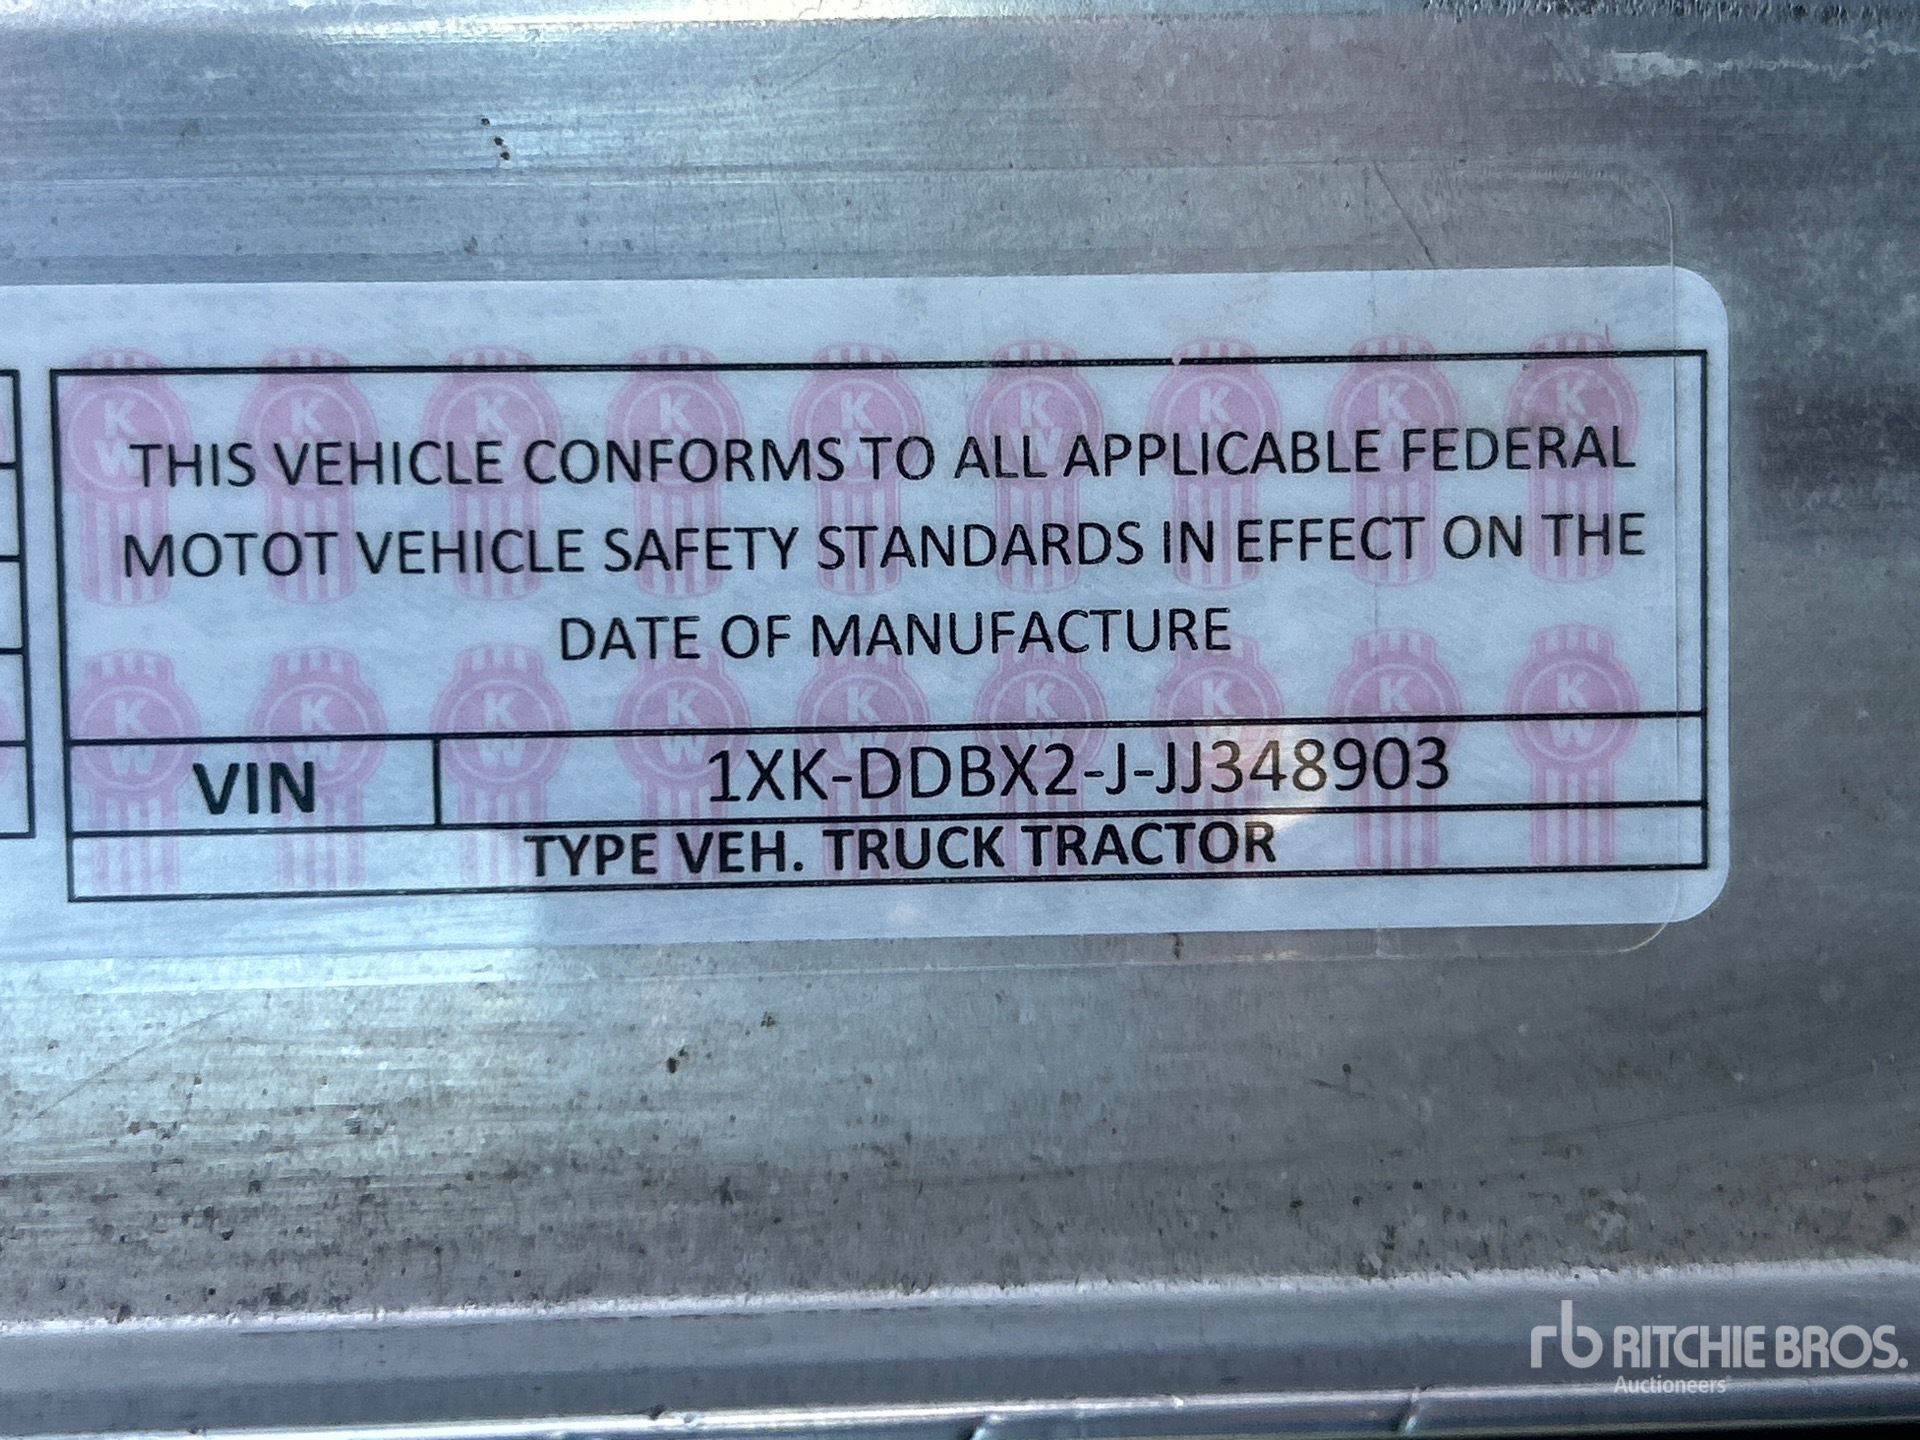 THIS VEHICLE CONFORMS TO ALL APPLICABLE FEDERAL
MOTOT VEHICLE SAFETY STANDARDS IN EFFECT ON THE
DATE OF MANUFACTURE
VIN 1XK-DDBX2-J-JJ348903
TYPE VEH. TRUCK TRACTOR
rb RITCHIE BROS.
Auctioneers